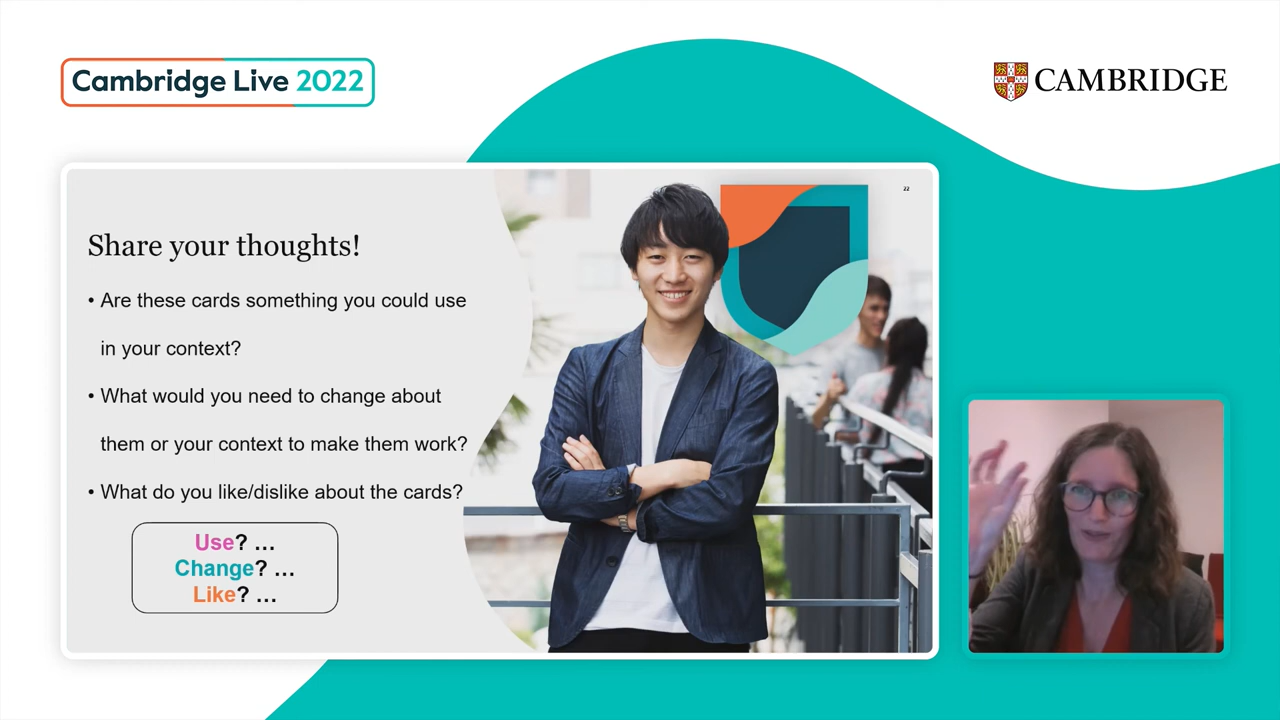 Cambridge Live 2022
CAMBRIDGE
22
Share your thoughts!
• Are these cards something you could use
in your context?
• What would you need to change about
them or your context to make them work?
• What do you like/dislike about the cards?
Use? …
Change? …
Like? …